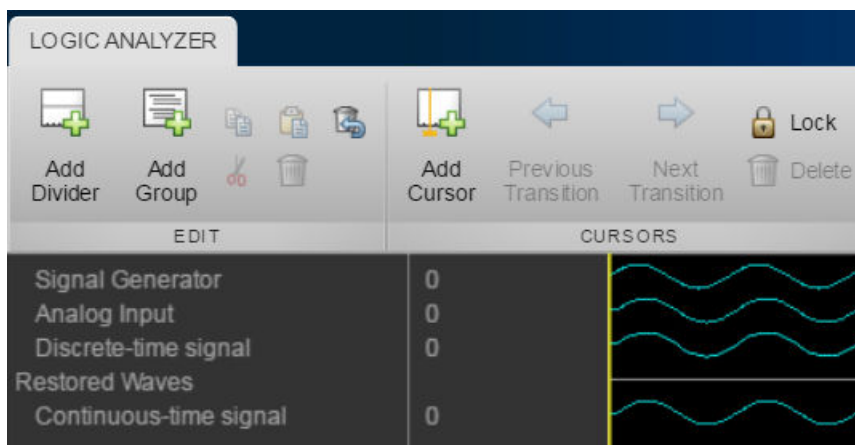 LOGIC ANALYZER
Add
Divider
Add
Group
Add
Cursor
Previous
Transition
Next
Transition
Lock
Delete
EDIT
CURSORS
Signal Generator 0
Analog Input 0
Discrete-time signal 0
Restored Waves
Continuous-time signal 0